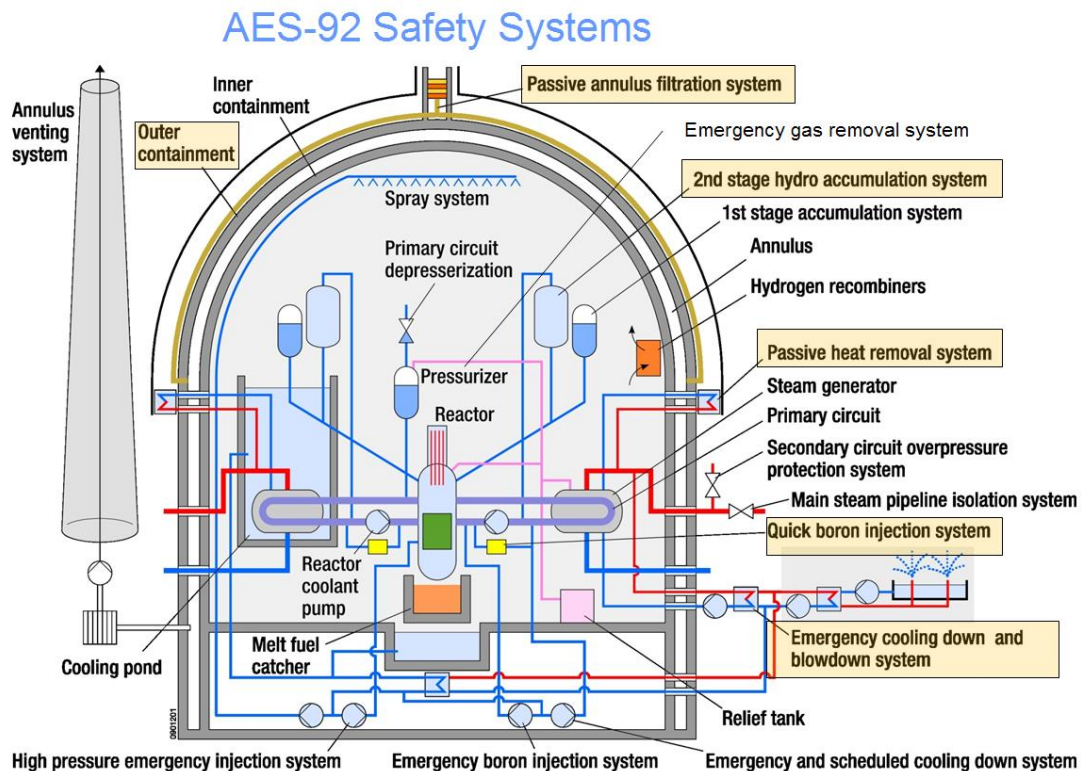 AES-92 Safety Systems
Annulus
venting
system
Inner
containment
Outer
containment
Passive annulus filtration system
Emergency gas removal system
2nd stage hydro accumulation system
1st stage accumulation system
Annulus
Hydrogen recombiners
Passive heat removal system
Steam generator
Primary circuit
Secondary circuit overpressure
protection system
Main steam pipeline isolation system
Quick boron injection system
Spray system
Primary circuit
depresserization
Pressurizer
Reactor
Reactor
coolant
pump
Melt fuel
catcher
Cooling pond
Emergency cooling down and
blowdown system
Relief tank
0901201
High pressure emergency injection system
Emergency boron injection system
Emergency and scheduled cooling down system